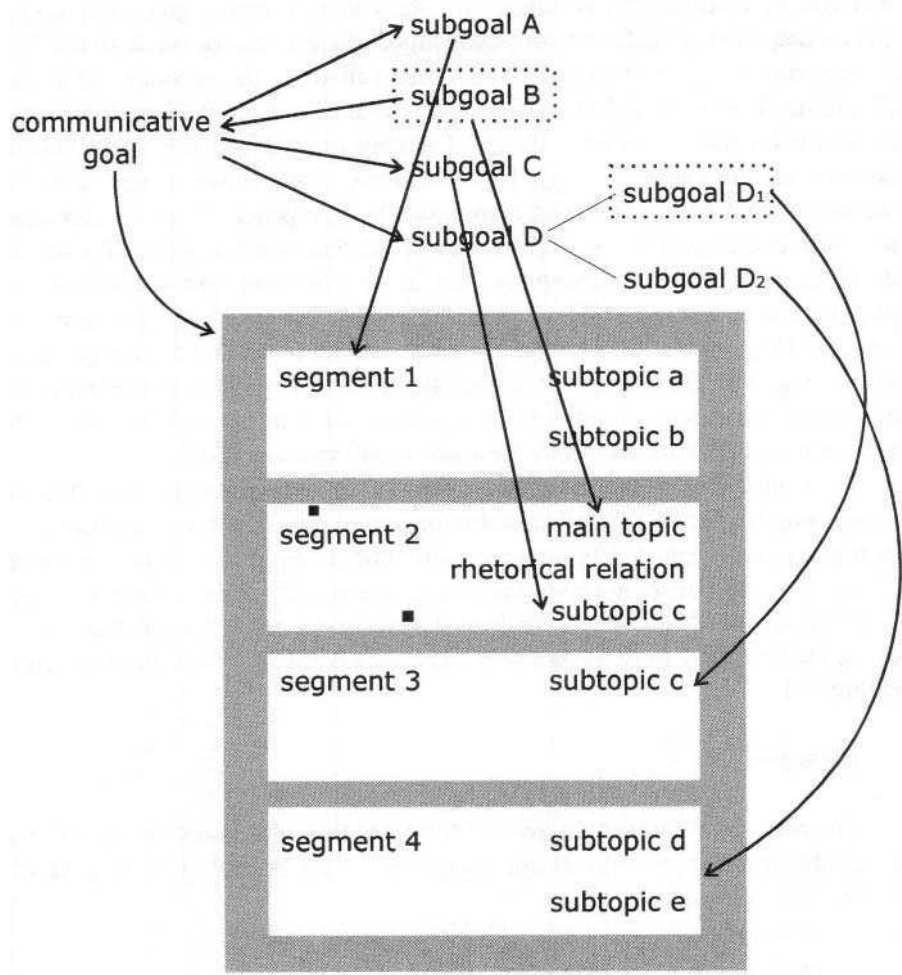 subgoal A
subgoal B
communicative
goal
subgoal C
subgoal D₁
subgoal D
subgoal D₂
segment 1 subtopic a
subtopic b
segment 2 main topic
rhetorical relation
subtopic c
segment 3 subtopic c
segment 4 subtopic d
subtopic e